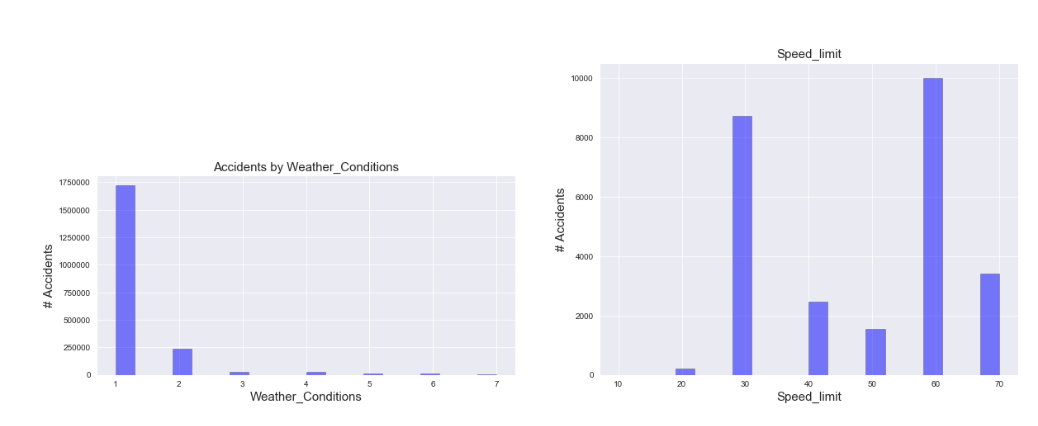 Accidents by Weather_Conditions
# Accidents
1750000
1500000
1250000
1000000
750000
500000
250000
0
1 2 3 4 5 6 7
Weather_Conditions
Speed_limit
# Accidents
10000
8000
6000
4000
2000
0
10 20 30 40 50 60 70
Speed_limit